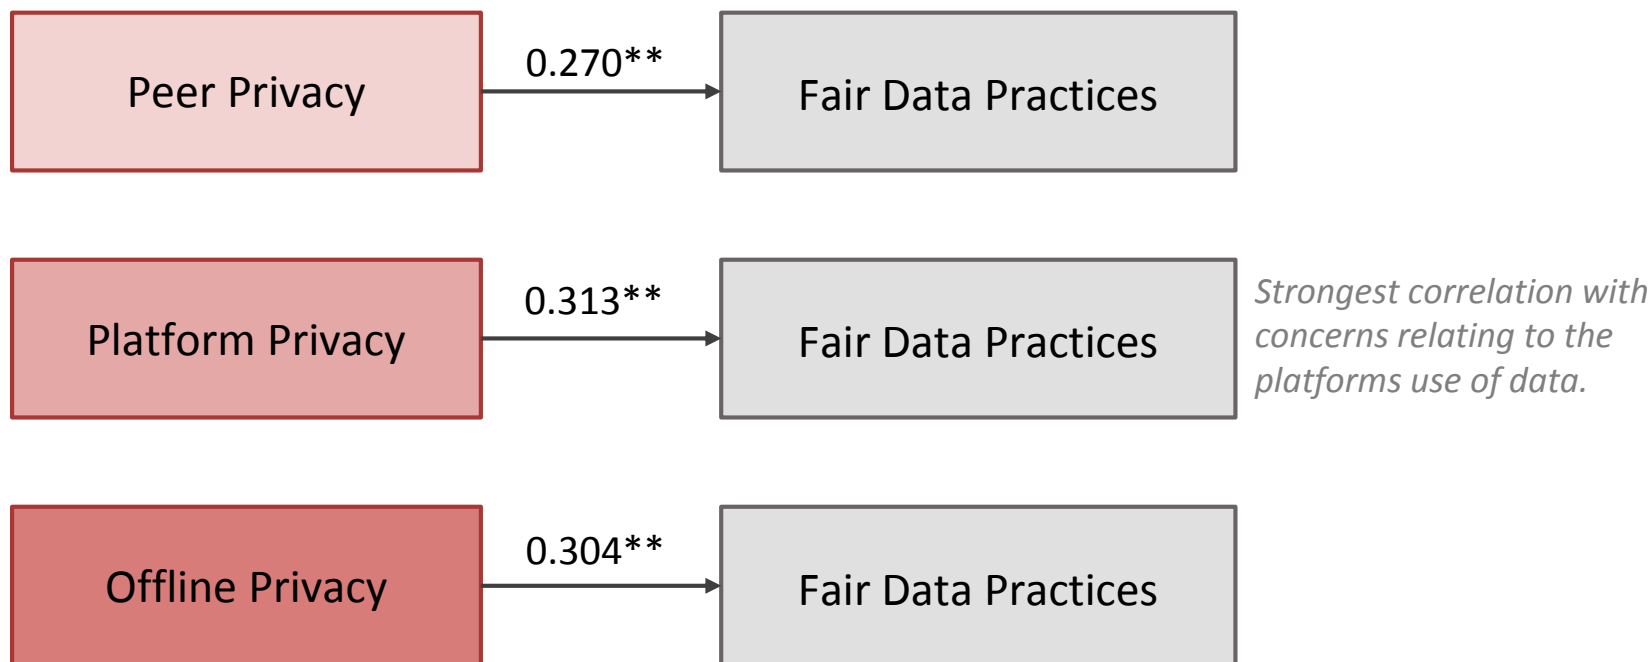 Peer Privacy
0.270**
Fair Data Practices
Platform Privacy
0.313**
Fair Data Practices
Strongest correlation with
concerns relating to the
platforms use of data.
Offline Privacy
0.304**
Fair Data Practices